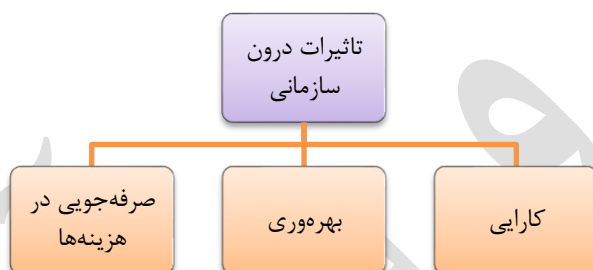 تاثیرات درون
سازمانی
کارایی
بهره‌وری
صرفه‌جویی در
هزینه‌ها